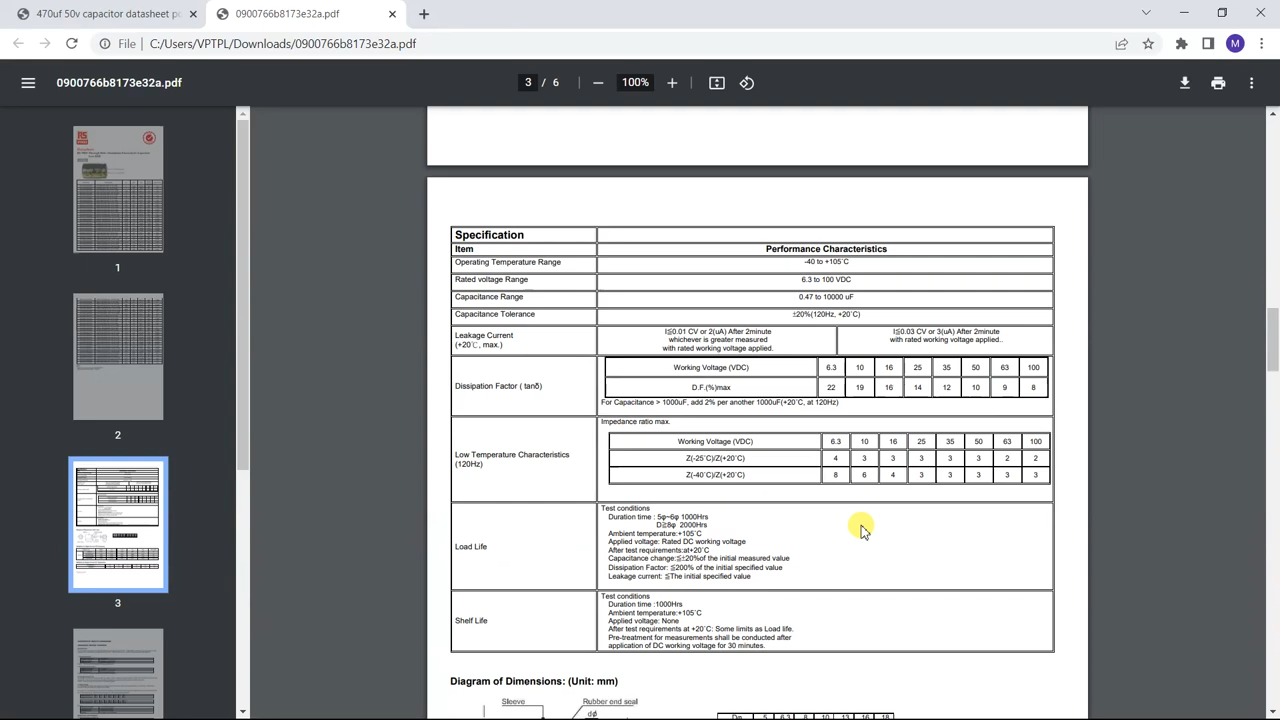 470uf 50v capacitor datasheet pd
0900766b8173e32a.pdf
File
C:/Users/VPTPL/Downloads/0900766b8173e32a.pdf
M
0900766b8173e32a.pdf
3 / 6
100%
1
2
3
Specification
Item
Performance Characteristics
Operating Temperature Range
-40 to +105˚C
Rated voltage Range
6.3 to 100 VDC
Capacitance Range
0.47 to 10000 uF
Capacitance Tolerance
±20%(120Hz, +20˚C)
Leakage Current
(+20℃, max.)
I≦0.01 CV or 2(uA) After 2minute
whichever is greater measured
with rated working voltage applied.
I≦0.03 CV or 3(uA) After 2minute
with rated working voltage applied..
Dissipation Factor ( tanδ)
Working Voltage (VDC) 6.3 10 16 25 35 50 63 100
D.F.(%)max 22 19 16 14 12 10 9 8
For Capacitance > 1000uF, add 2% per another 1000uF(+20˚C, at 120Hz)
Low Temperature Characteristics
(120Hz)
Impedance ratio max.
Working Voltage (VDC) 6.3 10 16 25 35 50 63 100
Z(-25˚C)/Z(+20˚C) 4 3 3 3 3 3 2 2
Z(-40˚C)/Z(+20˚C) 8 6 4 3 3 3 3 3
Load Life
Test conditions
Duration time : 5φ~6φ 1000Hrs
D≧8φ 2000Hrs
Ambient temperature:+105˚C
Applied voltage: Rated DC working voltage
After test requirements:at+20˚C
Capacitance change:≦±20%of the initial measured value
Dissipation Factor: ≦200% of the initial specified value
Leakage current: ≦The initial specified value
Shelf Life
Test conditions
Duration time :1000Hrs
Ambient temperature:+105˚C
Applied voltage: None
After test requirements at +20˚C: Some limits as Load life.
Pre-treatment for measurements shall be conducted after
application of DC working voltage for 30 minutes.
Diagram of Dimensions: (Unit: mm)
Sleeve
Rubber end seal
dφ
Dφ 5 6.3 8 10 13 16 18